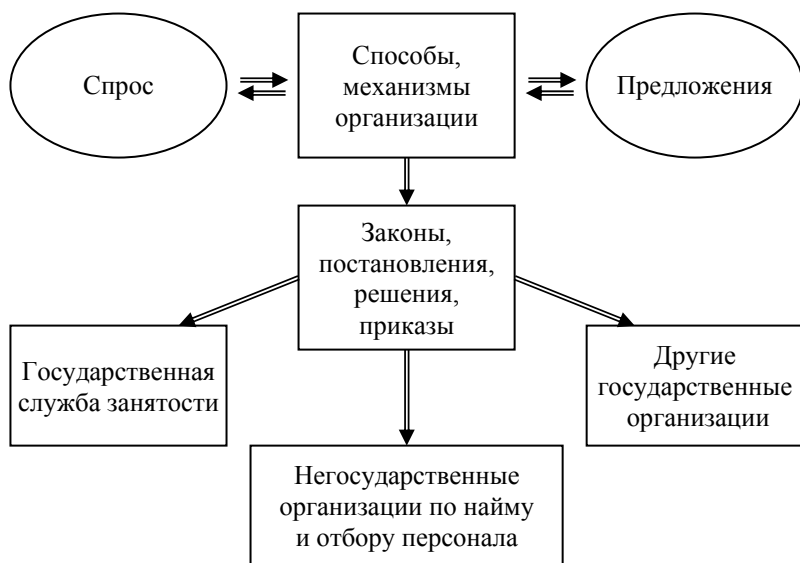 Спрос
Способы,
механизмы
организации
Предложения
Законы,
постановления,
решения,
приказы
Государственная
служба занятости
Другие
государственные
организации
Негосударственные
организации по найму
и отбору персонала